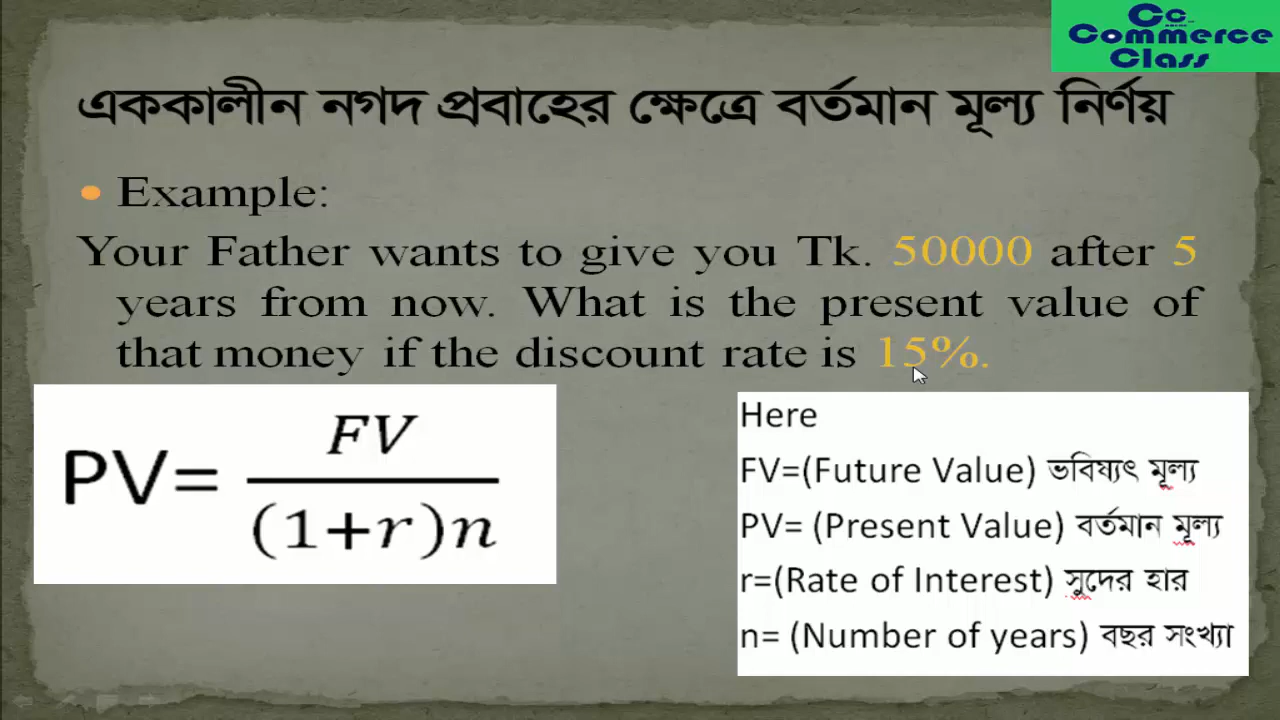 Cc
Commerce
Class
এককালীন নগদ প্রবাহের ক্ষেত্রে বর্তমান মূল্য নির্ণয়
Example:
Your Father wants to give you Tk. 50000 after 5
years from now. What is the present value of
that money if the discount rate is 15%.
PV= FV
(1+r)n
Here
FV=(Future Value) ভবিষ্যৎ মূল্য
PV= (Present Value) বর্তমান মূল্য
r=(Rate of Interest) সুদের হার
n= (Number of years) বছর সংখ্যা